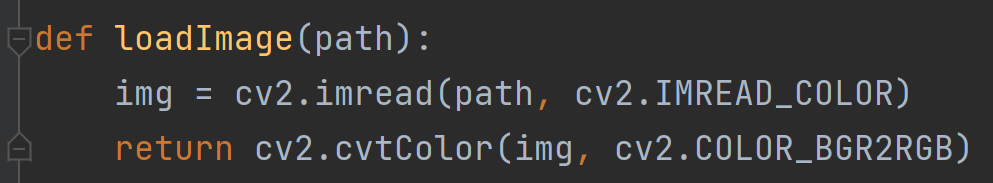 def loadImage(path):
    img = cv2.imread(path, cv2.IMREAD_COLOR)
    return cv2.cvtColor(img, cv2.COLOR_BGR2RGB)